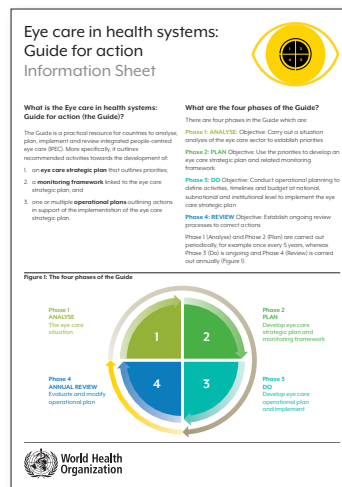 Eye care in health systems:
Guide for action
Information Sheet
What is the Eye care in health systems:
Guide for action (the Guide)?
The Guide is a practical resource for countries to analyse,
plan, implement and review integrated people-centred
eye care (IPEC). More specifically, it outlines
recommended activities towards the development of:
1. an eye care strategic plan that outlines priorities;
2. a monitoring framework linked to the eye care
strategic plan; and
3. one or multiple operational plans outlining actions
in support of the implementation of the eye care
strategic plan.
What are the four phases of the Guide?
There are four phases in the Guide which are:
Phase 1: ANALYSE: Objective: Carry out a situation
analysis of the eye care sector to establish priorities
Phase 2: PLAN Objective: Use the priorities to develop an
eye care strategic plan and related monitoring
framework
Phase 3: DO Objective: Conduct operational planning to
define activities, timelines and budget at national,
subnational and institutional level to implement the eye
care strategic plan
Phase 4: REVIEW Objective: Establish ongoing review
processes to correct actions
Phase 1 (Analyse) and Phase 2 (Plan) are carried out
periodically, for example once every 5 years, whereas
Phase 3 (Do) is ongoing and Phase 4 (Review) is carried
out annually (Figure 1).
Figure 1: The four phases of the Guide
Phase 1
ANALYSE
The eye care
situation
1
2
Phase 2
PLAN
Develop eye care
strategic plan and
monitoring framework
Phase 4
ANNUAL REVIEW
Evaluate and modify
operational plan
4
3
Phase 3
DO
Develop eye care
operational plan
and implement
World Health
Organization